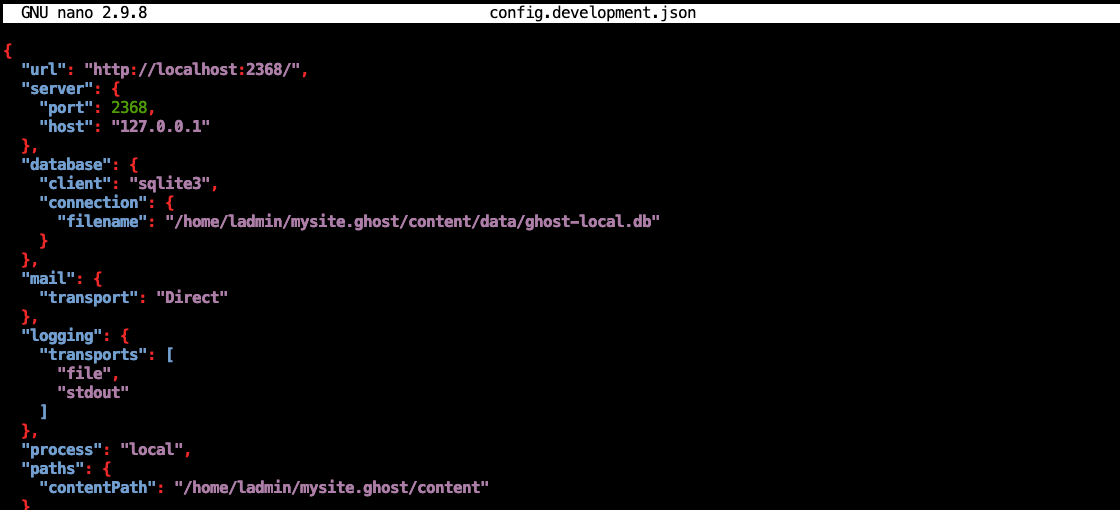 GNU nano 2.9.8 config.development.json
{
  "url": "http://localhost:2368/",
  "server": {
    "port": 2368,
    "host": "127.0.0.1"
  },
  "database": {
    "client": "sqlite3",
    "connection": {
      "filename": "/home/ladmin/mysite.ghost/content/data/ghost-local.db"
    }
  },
  "mail": {
    "transport": "Direct"
  },
  "logging": {
    "transports": [
      "file",
      "stdout"
    ]
  },
  "process": "local",
  "paths": {
    "contentPath": "/home/ladmin/mysite.ghost/content"
  }